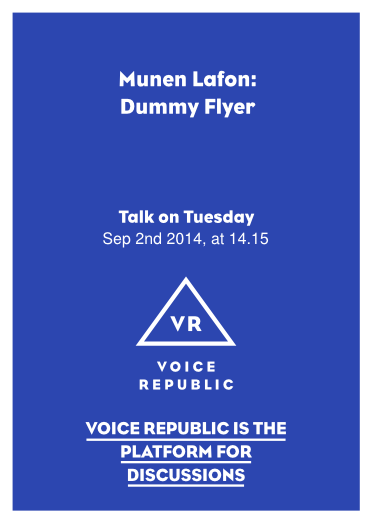 Munen Lafon:
Dummy Flyer
Talk on Tuesday
Sep 2nd 2014, at 14.15
VR
VOICE
REPUBLIC
VOICE REPUBLIC IS THE
PLATFORM FOR
DISCUSSIONS